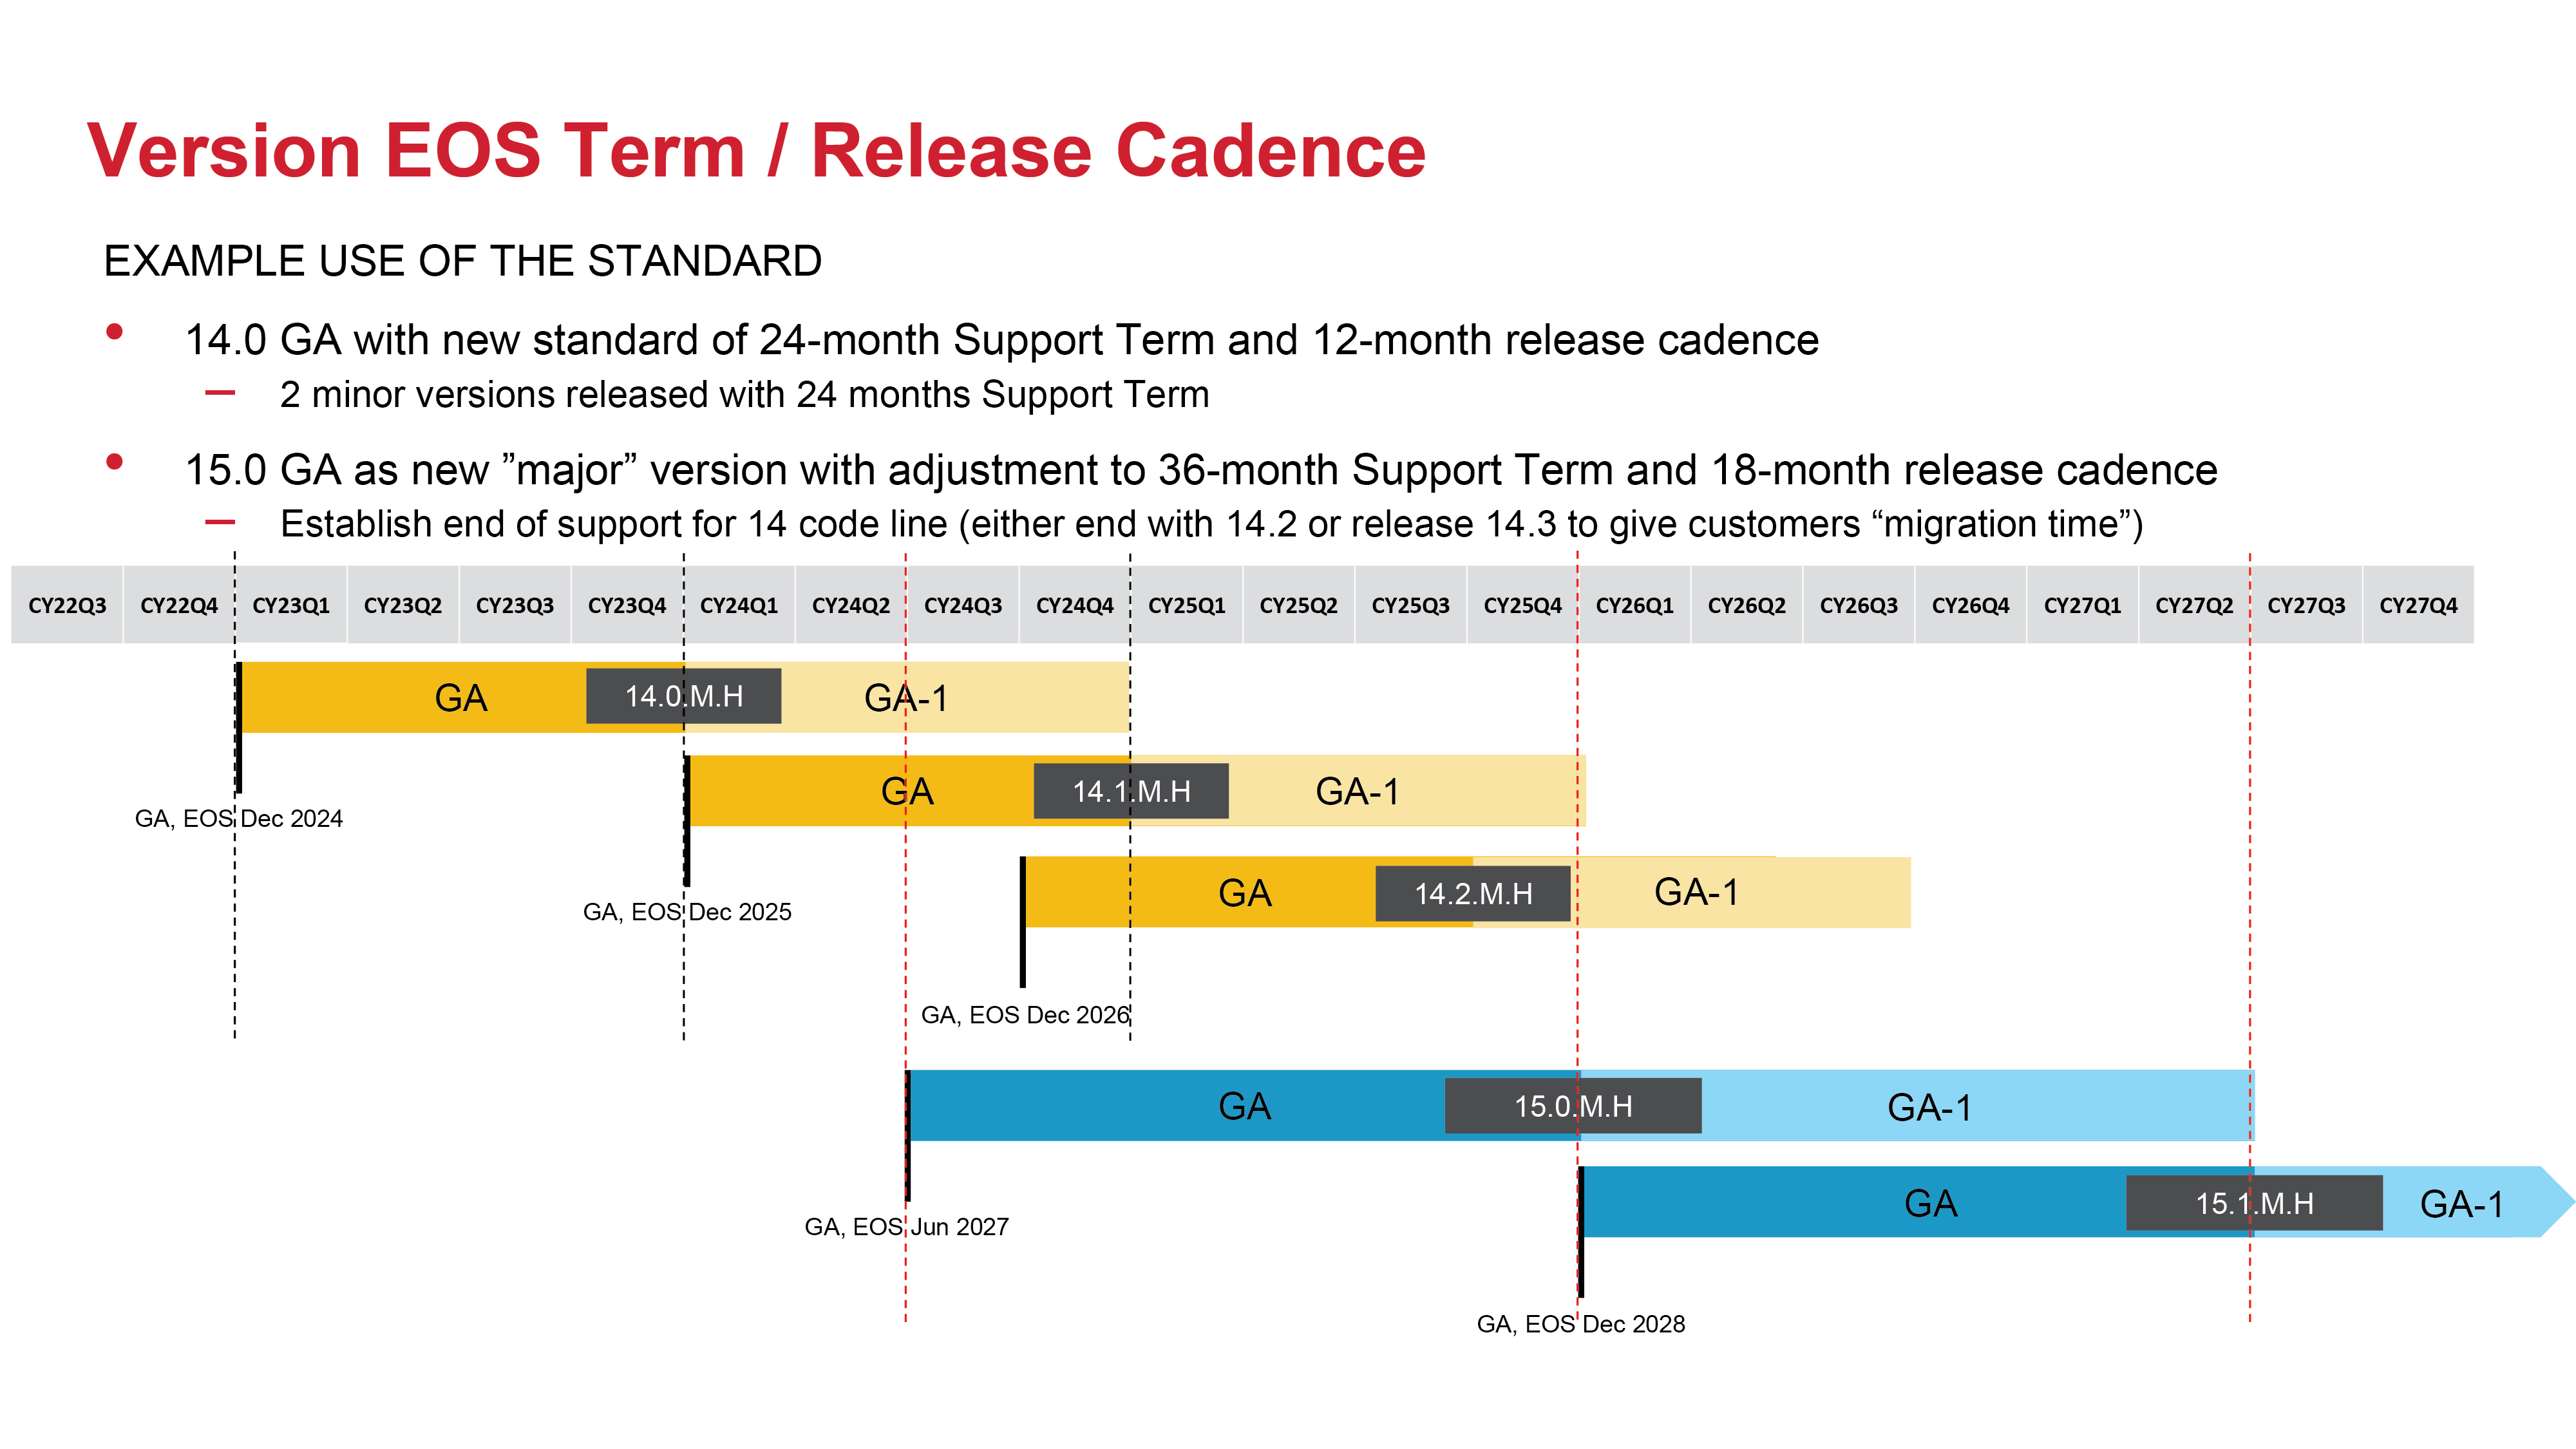 Version EOS Term / Release Cadence
EXAMPLE USE OF THE STANDARD
• 14.0 GA with new standard of 24-month Support Term and 12-month release cadence
– 2 minor versions released with 24 months Support Term
• 15.0 GA as new ”major” version with adjustment to 36-month Support Term and 18-month release cadence
– Establish end of support for 14 code line (either end with 14.2 or release 14.3 to give customers “migration time”)
CY22Q3 CY22Q4 CY23Q1 CY23Q2 CY23Q3 CY23Q4 CY24Q1 CY24Q2 CY24Q3 CY24Q4 CY25Q1 CY25Q2 CY25Q3 CY25Q4 CY26Q1 CY26Q2 CY26Q3 CY26Q4 CY27Q1 CY27Q2 CY27Q3 CY27Q4
GA 14.0.M.H GA-1
GA, EOS Dec 2024
GA 14.1.M.H GA-1
GA, EOS Dec 2025
GA 14.2.M.H GA-1
GA, EOS Dec 2026
GA 15.0.M.H GA-1
GA, EOS Jun 2027
GA 15.1.M.H GA-1
GA, EOS Dec 2028